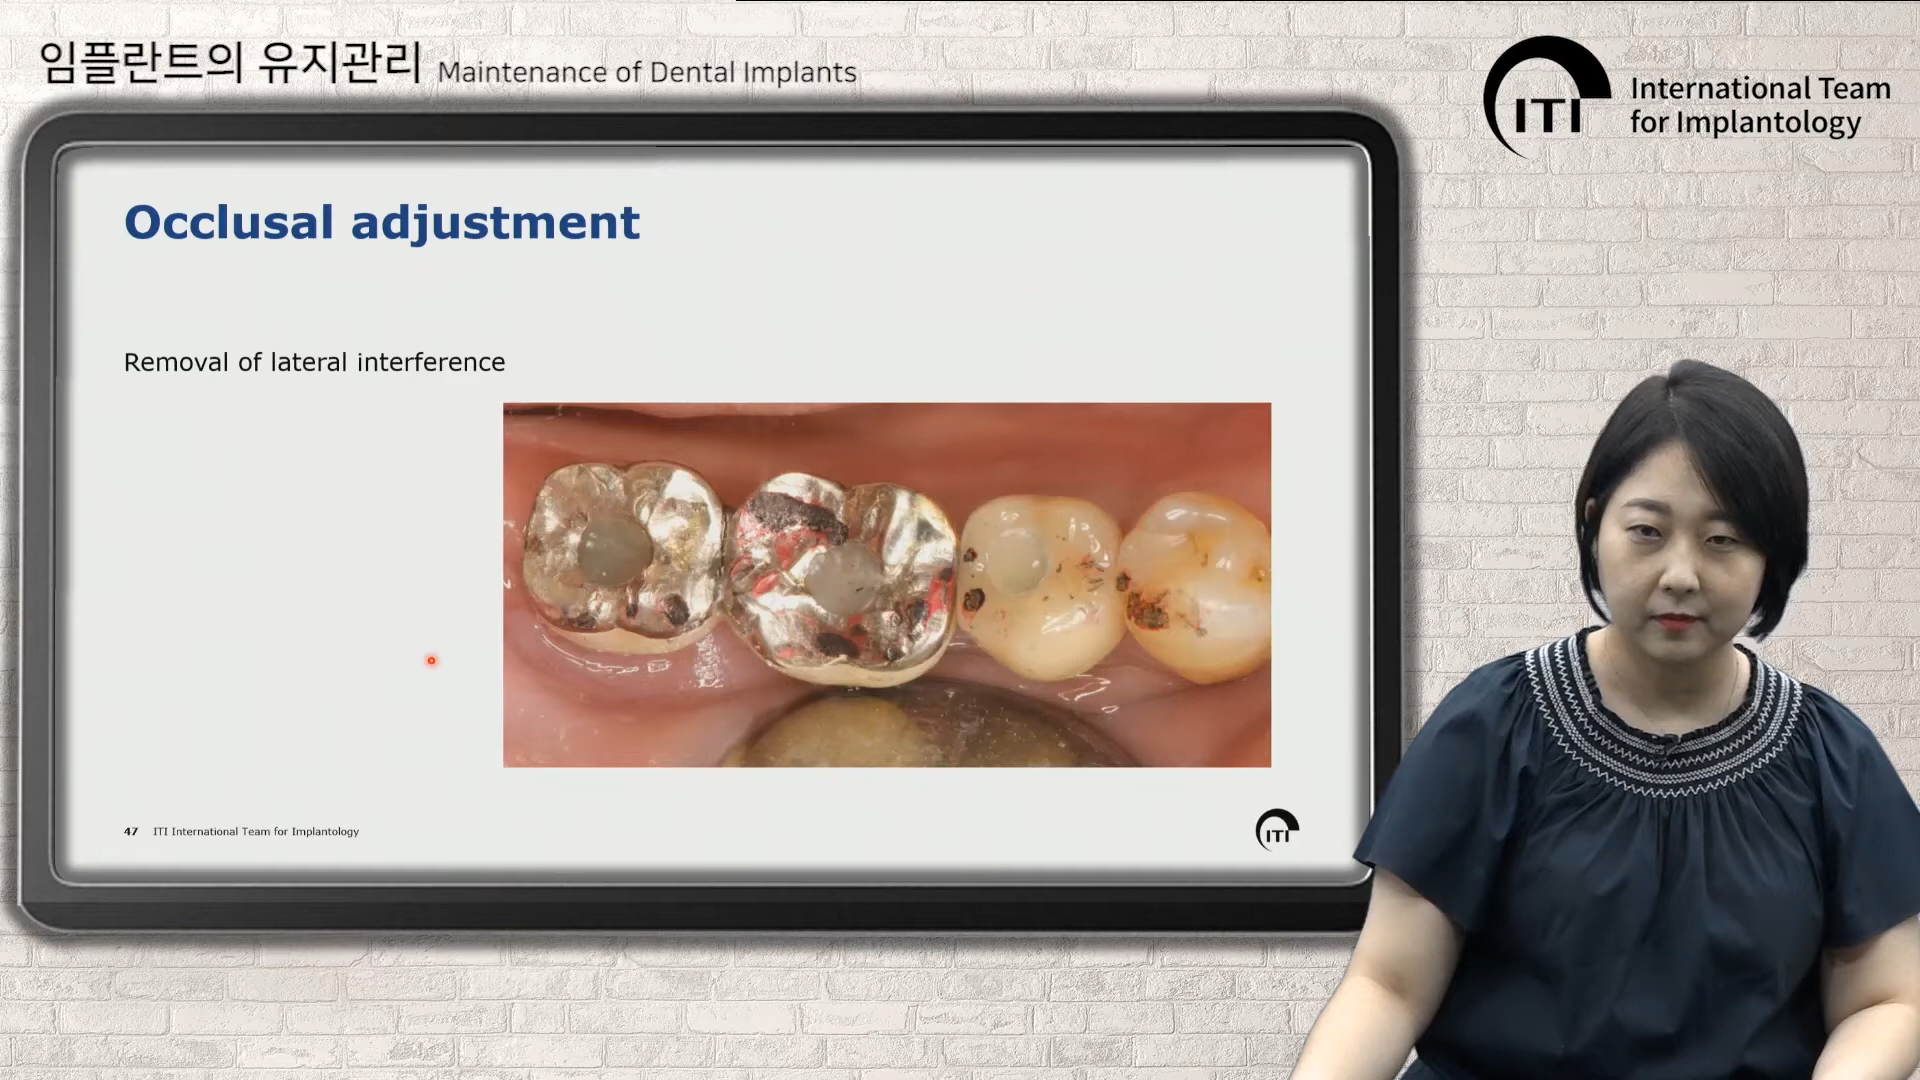 임플란트의 유지관리 Maintenance of Dental Implants
ITI International Team
for Implantology
Occlusal adjustment
Removal of lateral interference
47 ITI International Team for Implantology
ITI